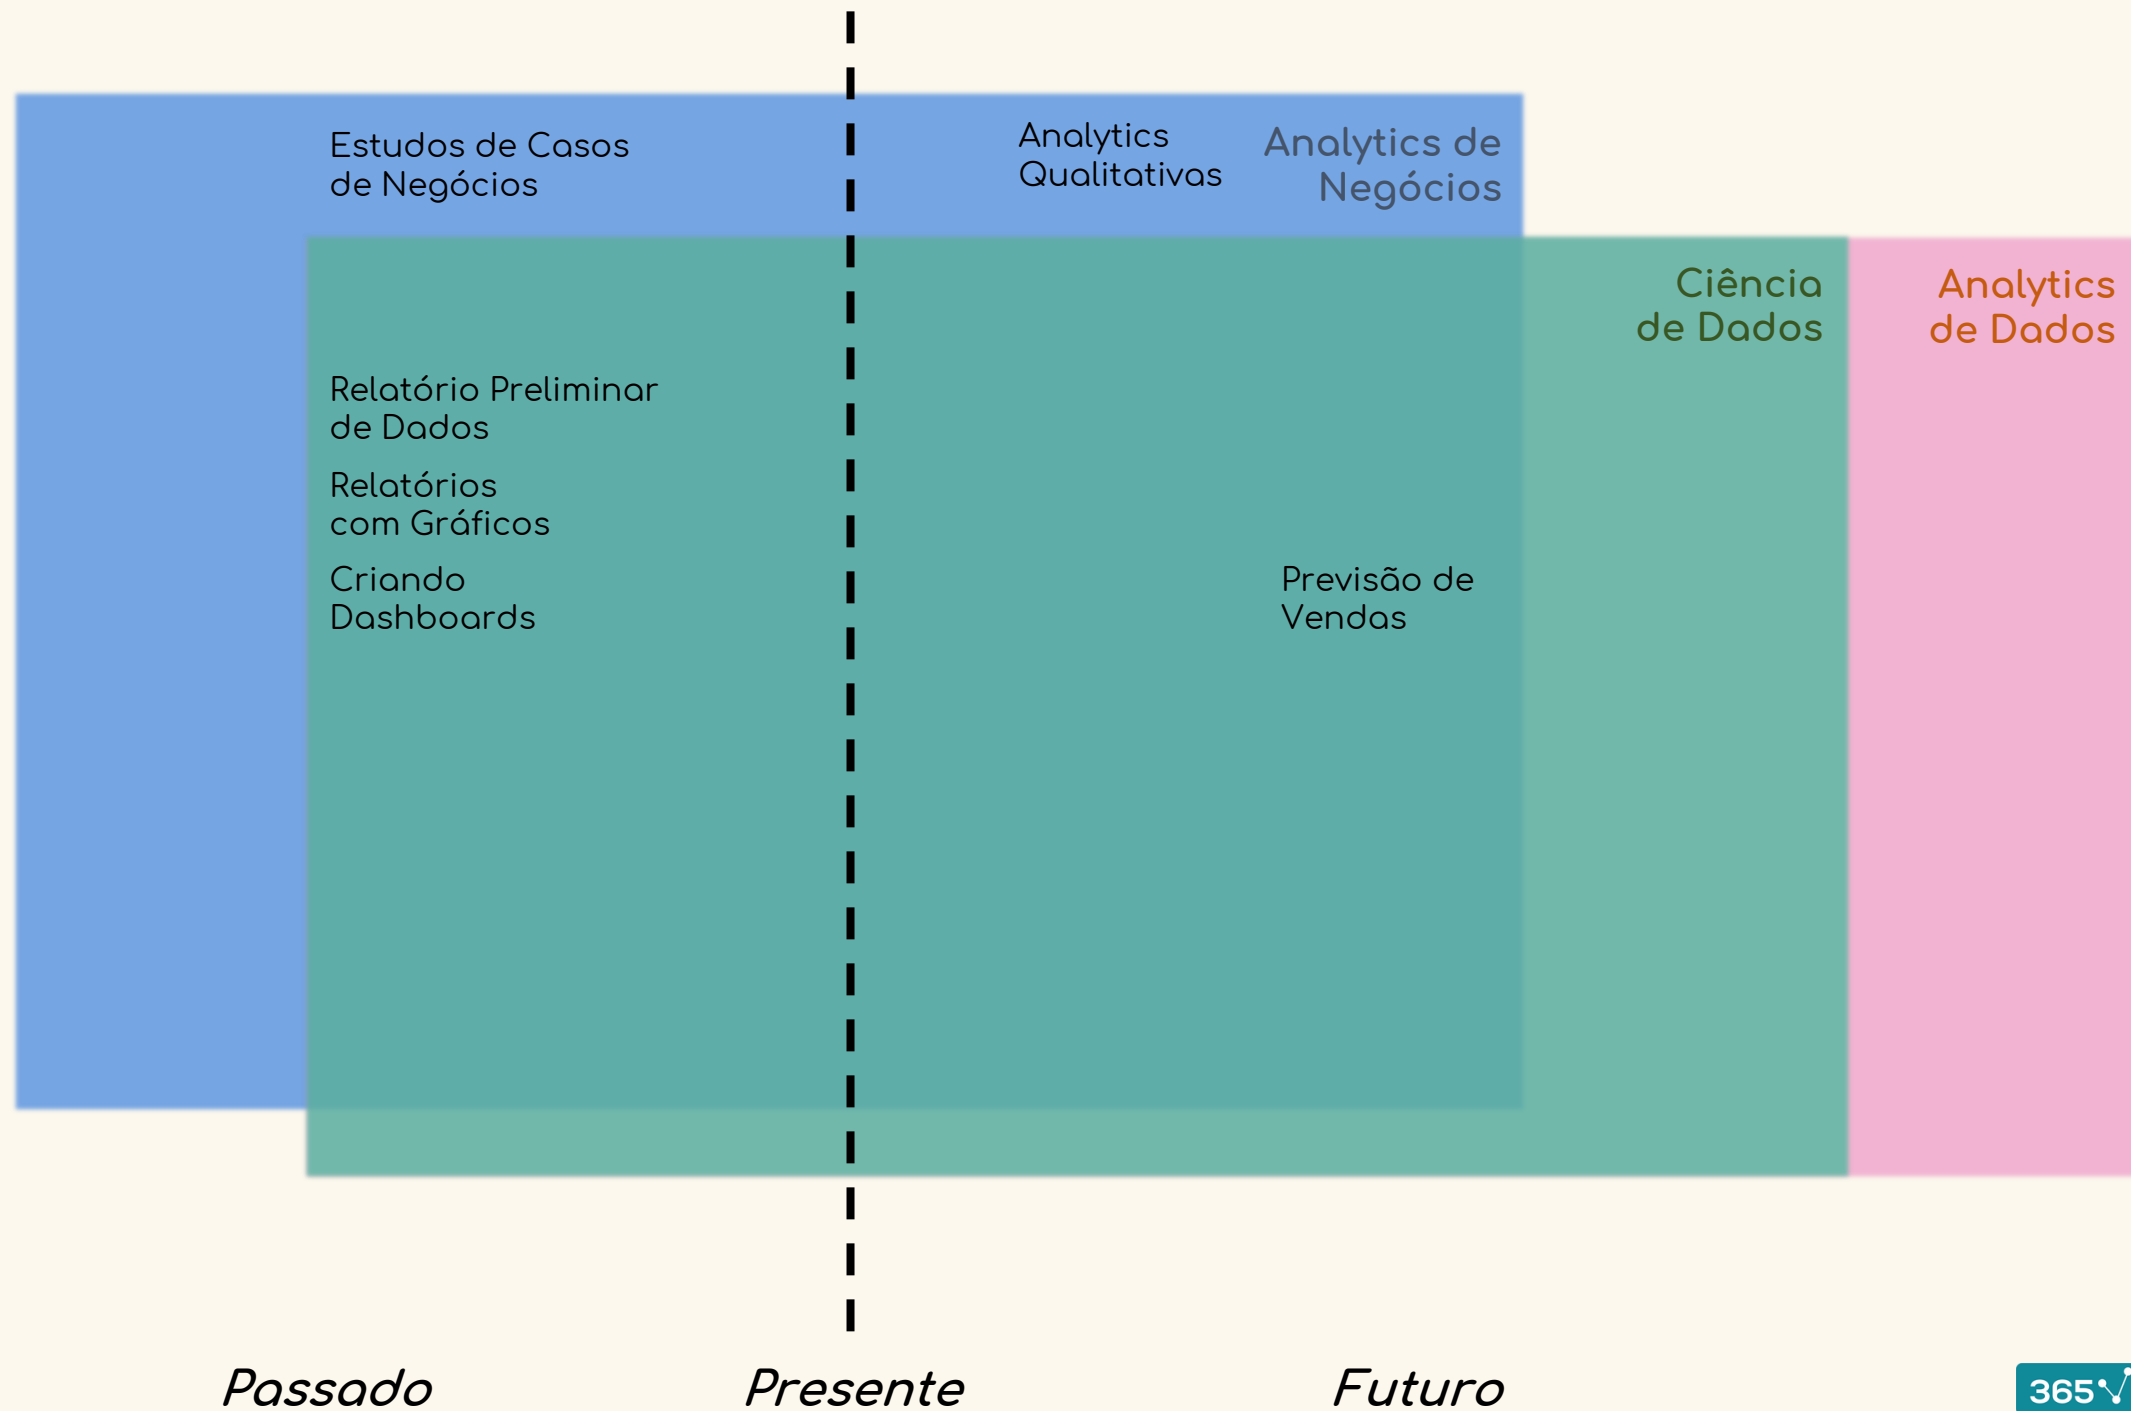 Estudos de Casos
de Negócios
Analytics
Qualitativas
Analytics de
Negócios
Ciência
de Dados
Analytics
de Dados
Relatório Preliminar
de Dados
Relatórios
com Gráficos
Criando
Dashboards
Previsão de
Vendas
Passado
Presente
Futuro
365